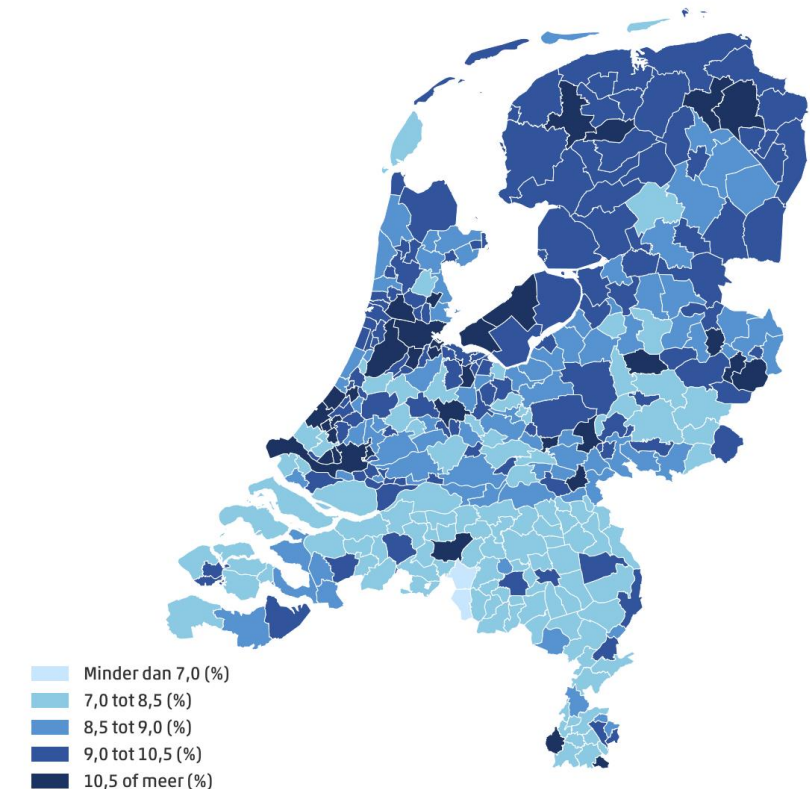 Minder dan 7,0 (%)
7,0 tot 8,5 (%)
8,5 tot 9,0 (%)
9,0 tot 10,5 (%)
10,5 of meer (%)